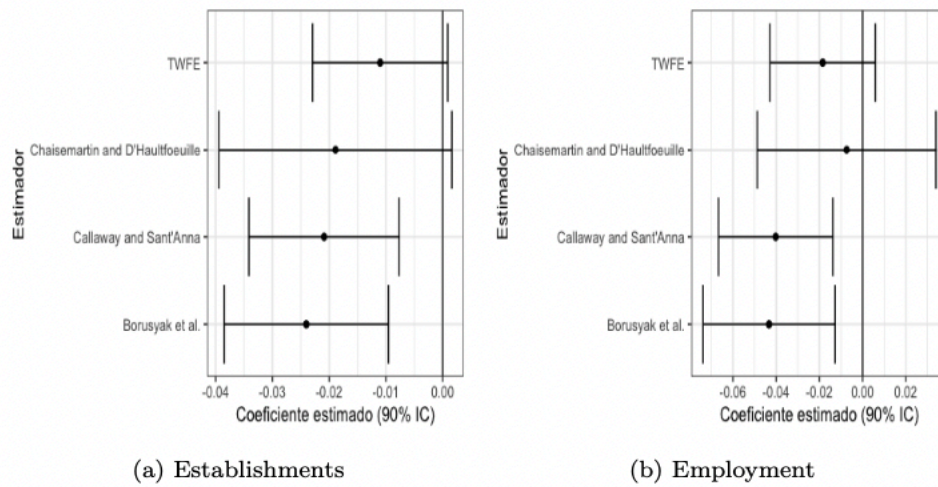 Estimador
TWFE
Chaisemartin and D'Haultfoeuille
Callaway and Sant'Anna
Borusyak et al.
-0.04 -0.03 -0.02 -0.01 0.00
Coeficiente estimado (90% IC)
(a) Establishments
Estimador
TWFE
Chaisemartin and D'Haultfoeuille
Callaway and Sant'Anna
Borusyak et al.
-0.06 -0.04 -0.02 0.00 0.02
Coeficiente estimado (90% IC)
(b) Employment